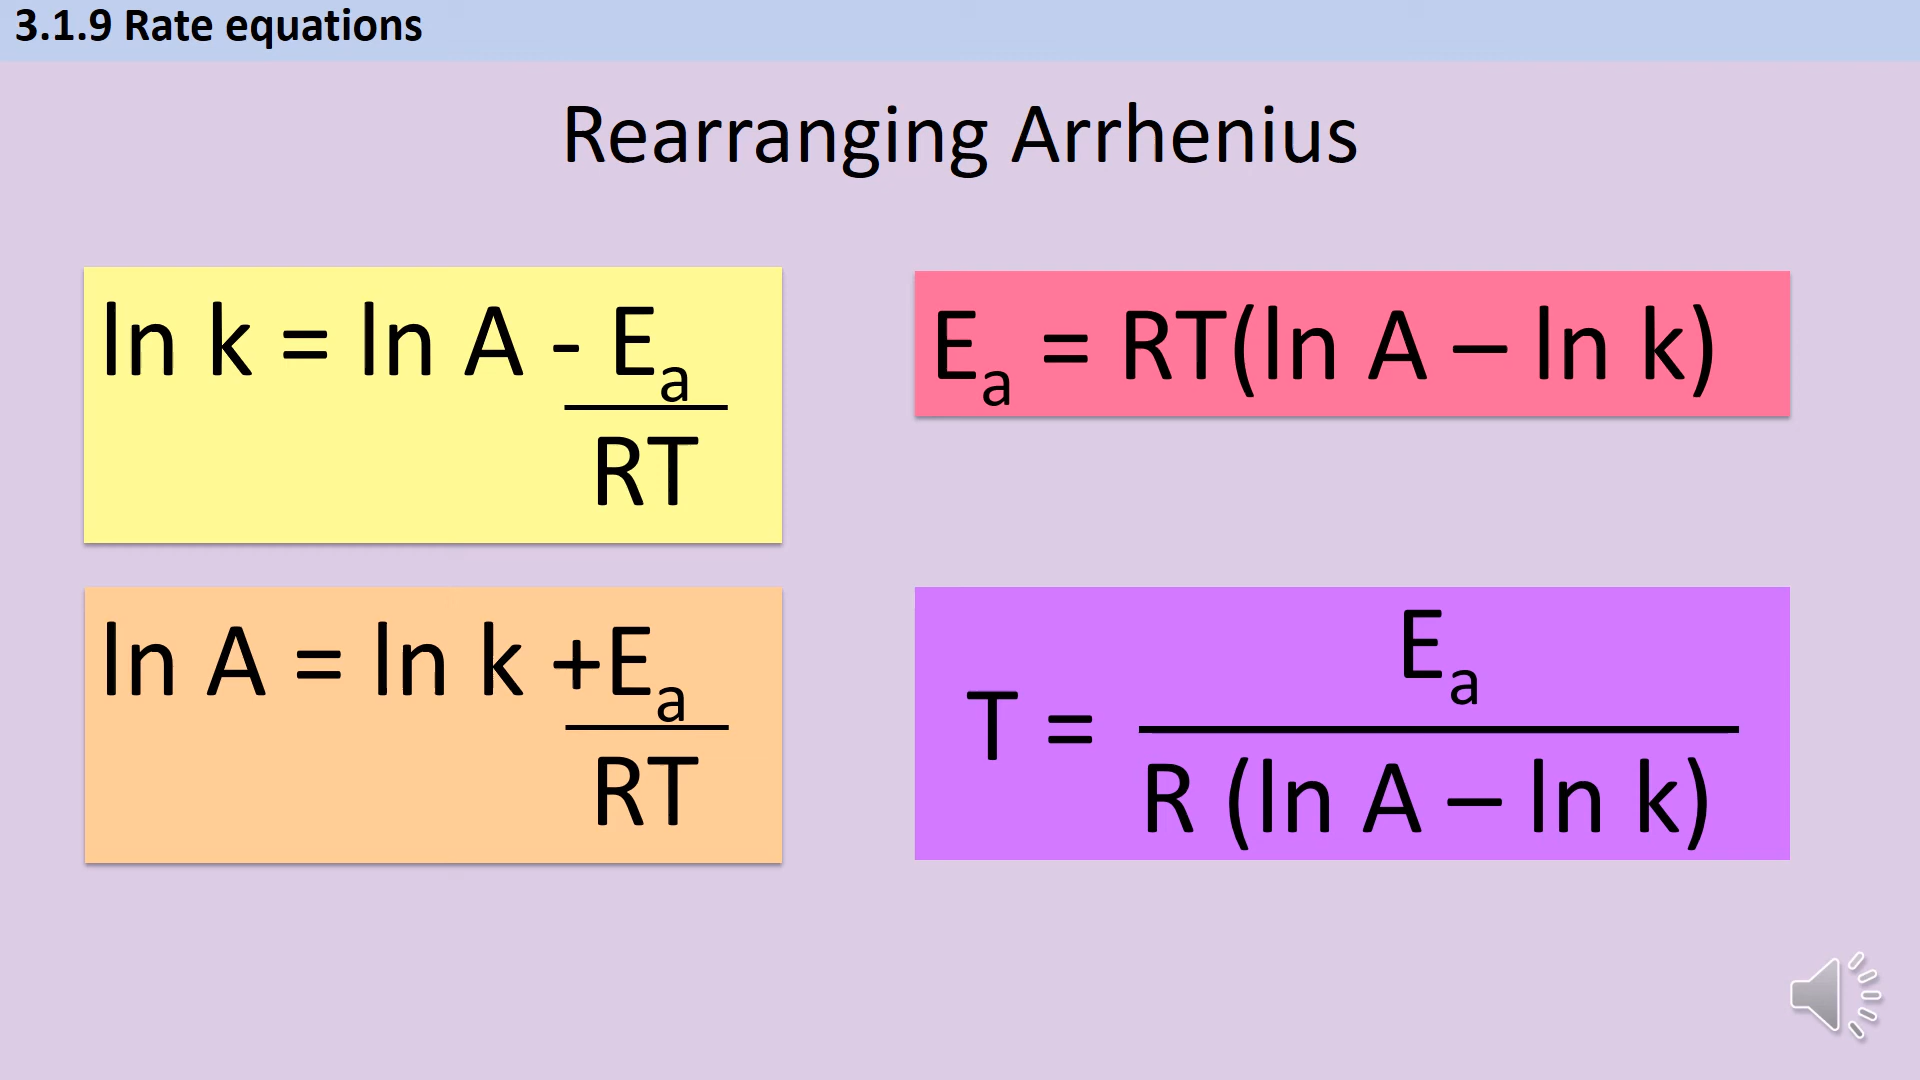 3.1.9 Rate equations
Rearranging Arrhenius
ln k = ln A - Eₐ
RT
Eₐ = RT(ln A – ln k)
ln A = ln k +Eₐ
RT
Eₐ
T =
R (ln A – ln k)